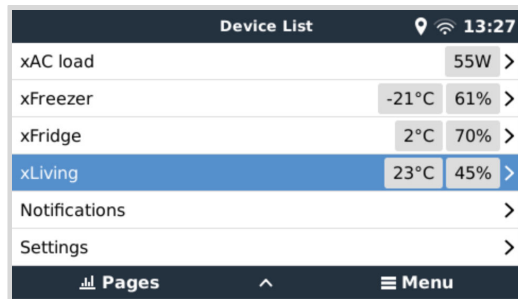 Device List 13:27
xAC load 55W
xFreezer -21°C 61%
xFridge 2°C 70%
xLiving 23°C 45%
Notifications
Settings
Pages Menu